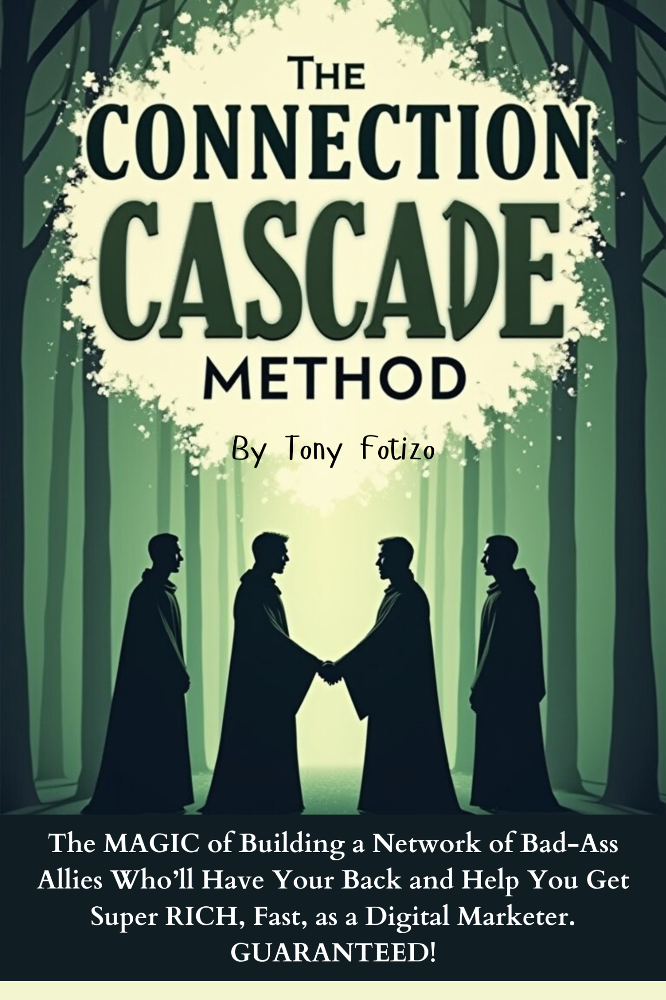 THE
CONNECTION
CASCADE
METHOD
By Tony Fotizo
The MAGIC of Building a Network of Bad-Ass
Allies Who’ll Have Your Back and Help You Get
Super RICH, Fast, as a Digital Marketer.
GUARANTEED!